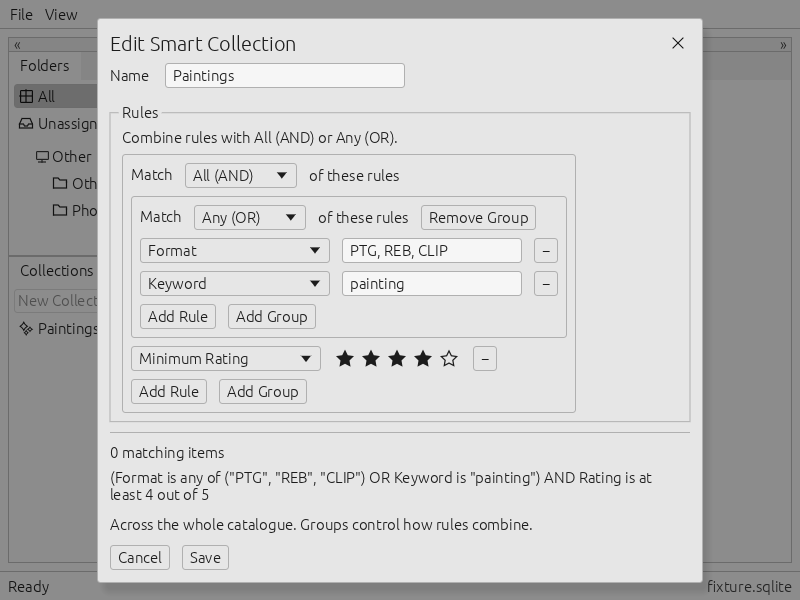 File View
« »
Folders
All
Unassign
Other
Oth
Pho
Collections
New Collect
Paintings
Edit Smart Collection
Name Paintings
Rules
Combine rules with All (AND) or Any (OR).
Match All (AND) of these rules
Match Any (OR) of these rules Remove Group
Format PTG, REB, CLIP –
Keyword painting –
Add Rule Add Group
Minimum Rating –
Add Rule Add Group
0 matching items
(Format is any of ("PTG", "REB", "CLIP") OR Keyword is "painting") AND Rating is at
least 4 out of 5
Across the whole catalogue. Groups control how rules combine.
Cancel Save
Ready fixture.sqlite